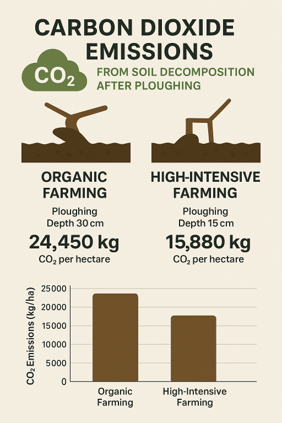 CARBON DIOXIDE
EMISSIONS
CO₂
FROM SOIL DECOMPOSITION
AFTER PLOUGHING
ORGANIC
FARMING
Ploughing
Depth 30 cm
24,450 kg
CO₂ per hectare
HIGH-INTENSIVE
FARMING
Ploughing
Depth 15 cm
15,880 kg
CO₂ per hectare
CO₂ Emissions (kg/ha)
25000
20000
15000
10000
5000
0
Organic
Farming
High-Intensive
Farming